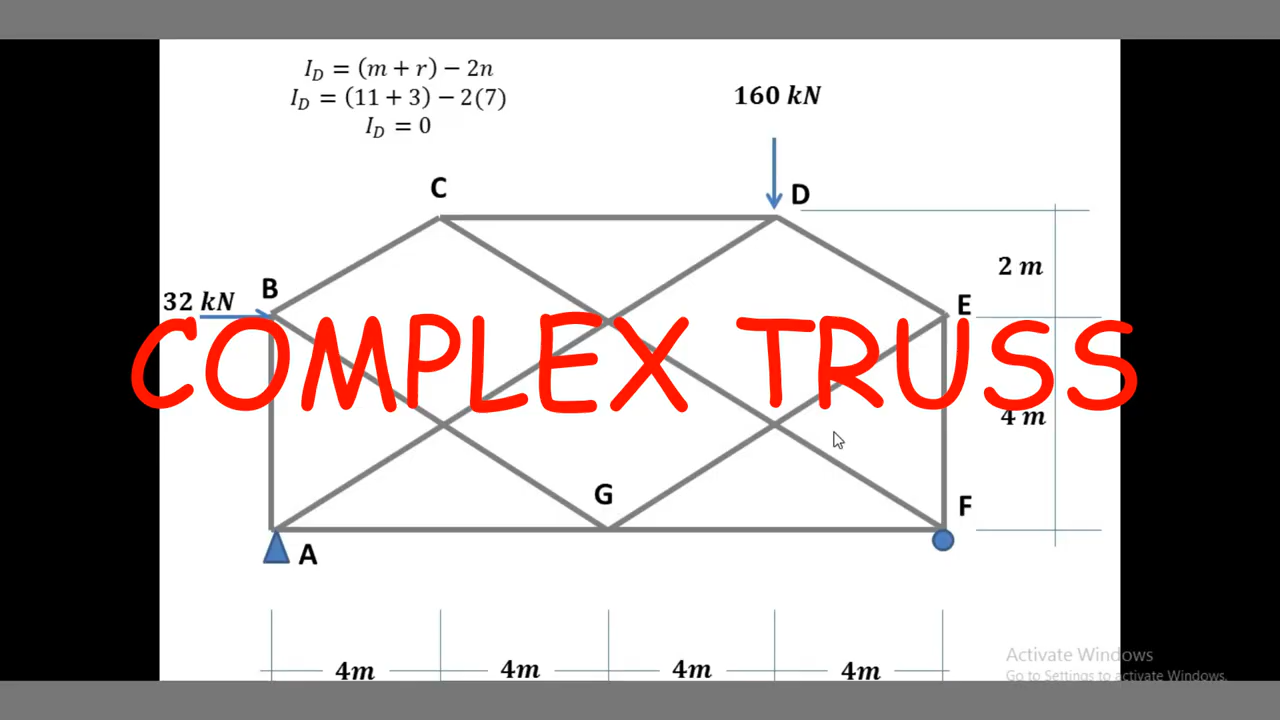 I_D = (m + r) − 2n
I_D = (11 + 3) − 2(7)
I_D = 0
160 kN
C
D
2 m
B
32 kN
E
COMPLEX TRUSS
4 m
G
F
A
4m
4m
4m
4m
Activate Windows
Go to Settings to activate Windows.